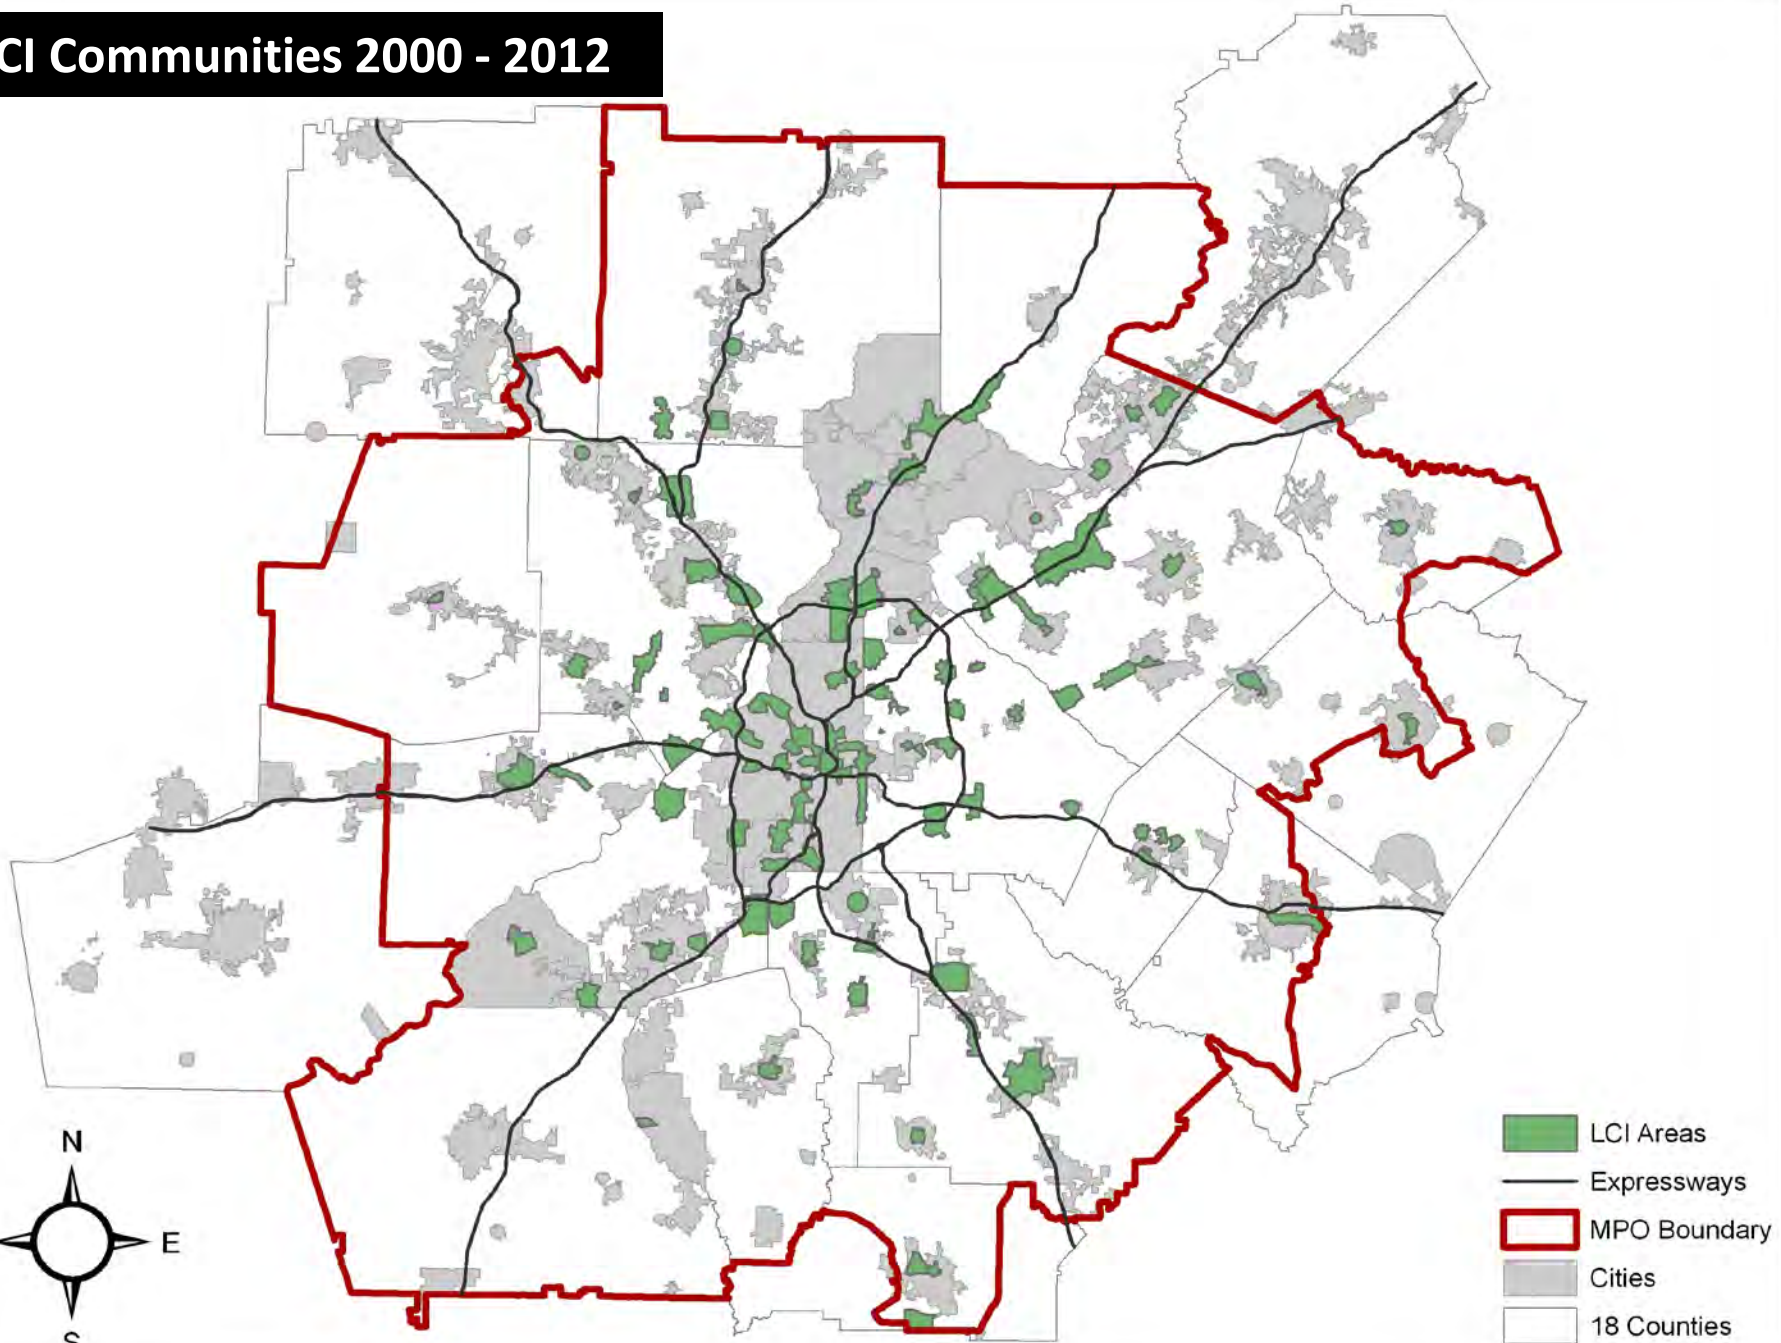 CI Communities 2000 - 2012
N
E
S
LCI Areas
Expressways
MPO Boundary
Cities
18 Counties